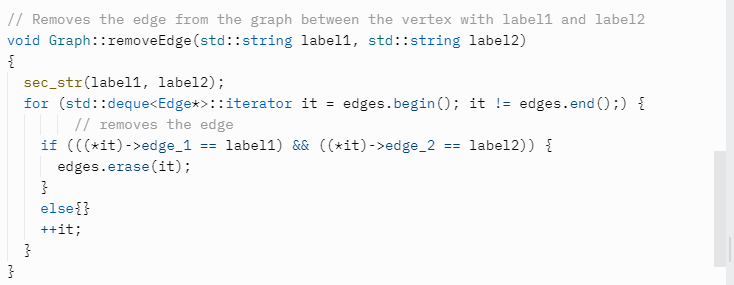 // Removes the edge from the graph between the vertex with label1 and label2
void Graph::removeEdge(std::string label1, std::string label2)
{
  sec_str(label1, label2);
  for (std::deque<Edge*>::iterator it = edges.begin(); it != edges.end();) {
        // removes the edge
    if (((*it)->edge_1 == label1) && ((*it)->edge_2 == label2)) {
      edges.erase(it);
    }
    else{}
    ++it;
  }
}